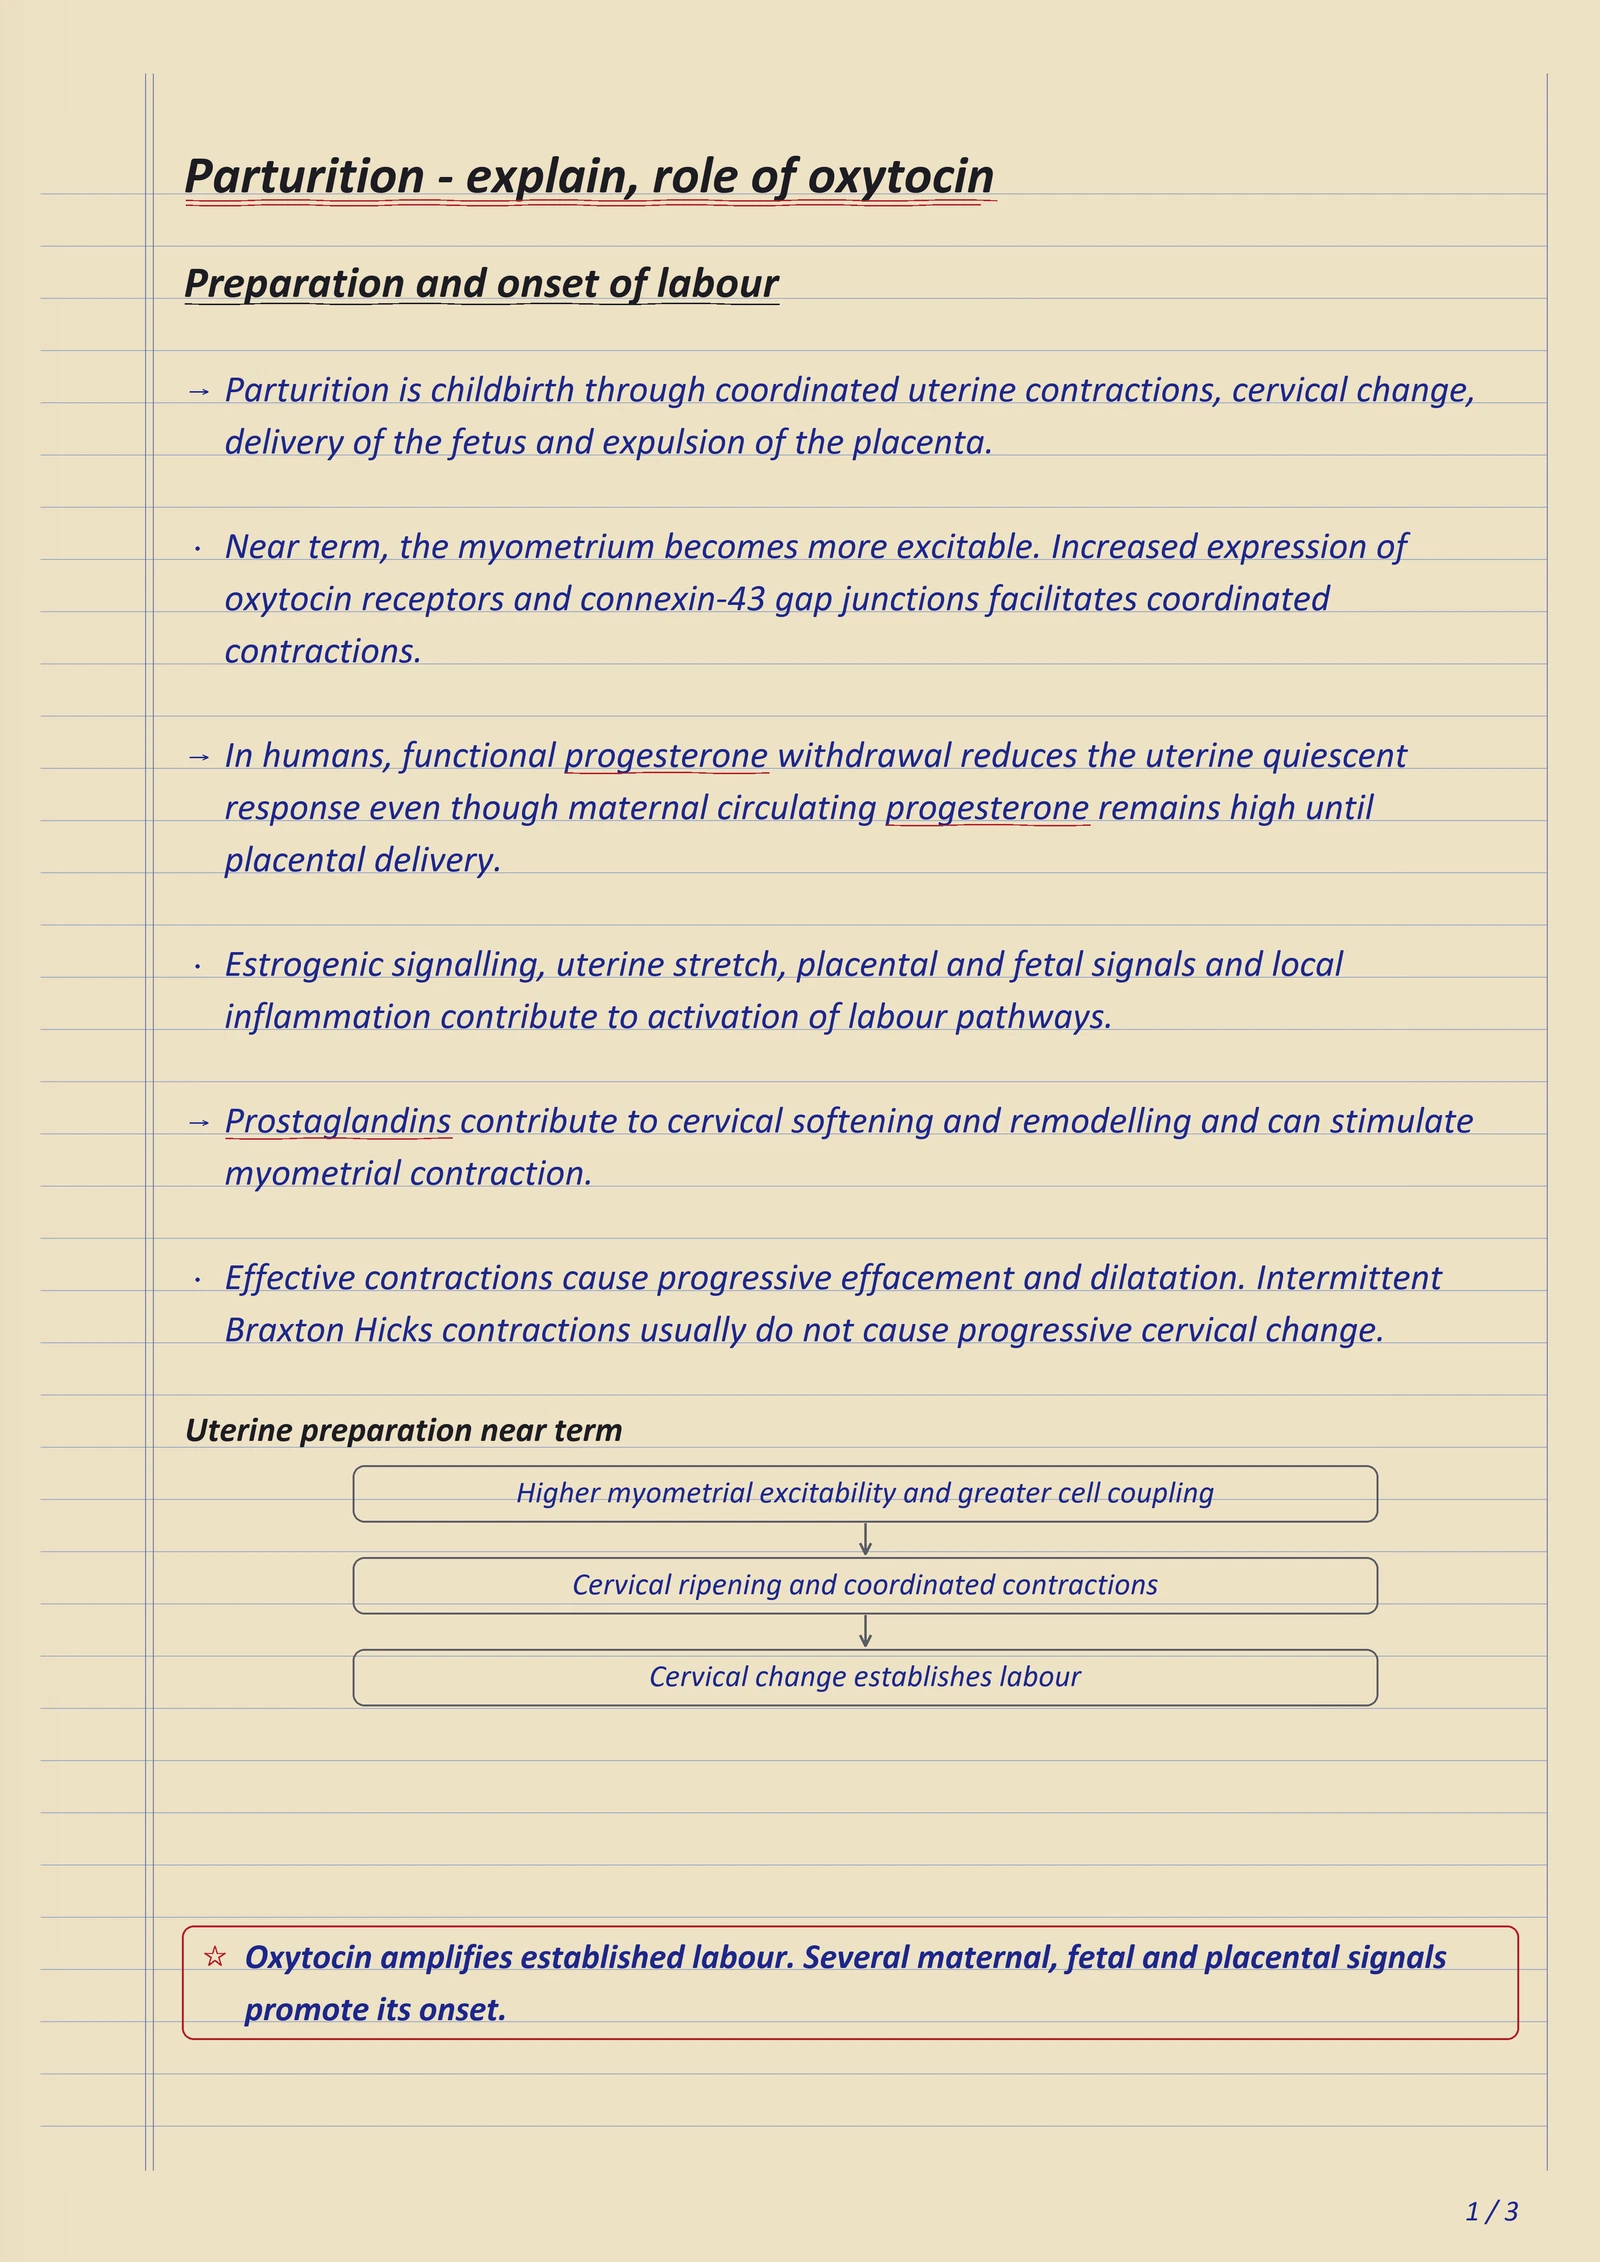 Parturition - explain, role of oxytocin
Preparation and onset of labour
→ Parturition is childbirth through coordinated uterine contractions, cervical change,
delivery of the fetus and expulsion of the placenta.
· Near term, the myometrium becomes more excitable. Increased expression of
oxytocin receptors and connexin-43 gap junctions facilitates coordinated
contractions.
→ In humans, functional progesterone withdrawal reduces the uterine quiescent
response even though maternal circulating progesterone remains high until
placental delivery.
· Estrogenic signalling, uterine stretch, placental and fetal signals and local
inflammation contribute to activation of labour pathways.
→ Prostaglandins contribute to cervical softening and remodelling and can stimulate
myometrial contraction.
· Effective contractions cause progressive effacement and dilatation. Intermittent
Braxton Hicks contractions usually do not cause progressive cervical change.
Uterine preparation near term
Higher myometrial excitability and greater cell coupling
↓
Cervical ripening and coordinated contractions
↓
Cervical change establishes labour
☆ Oxytocin amplifies established labour. Several maternal, fetal and placental signals
promote its onset.
1 / 3